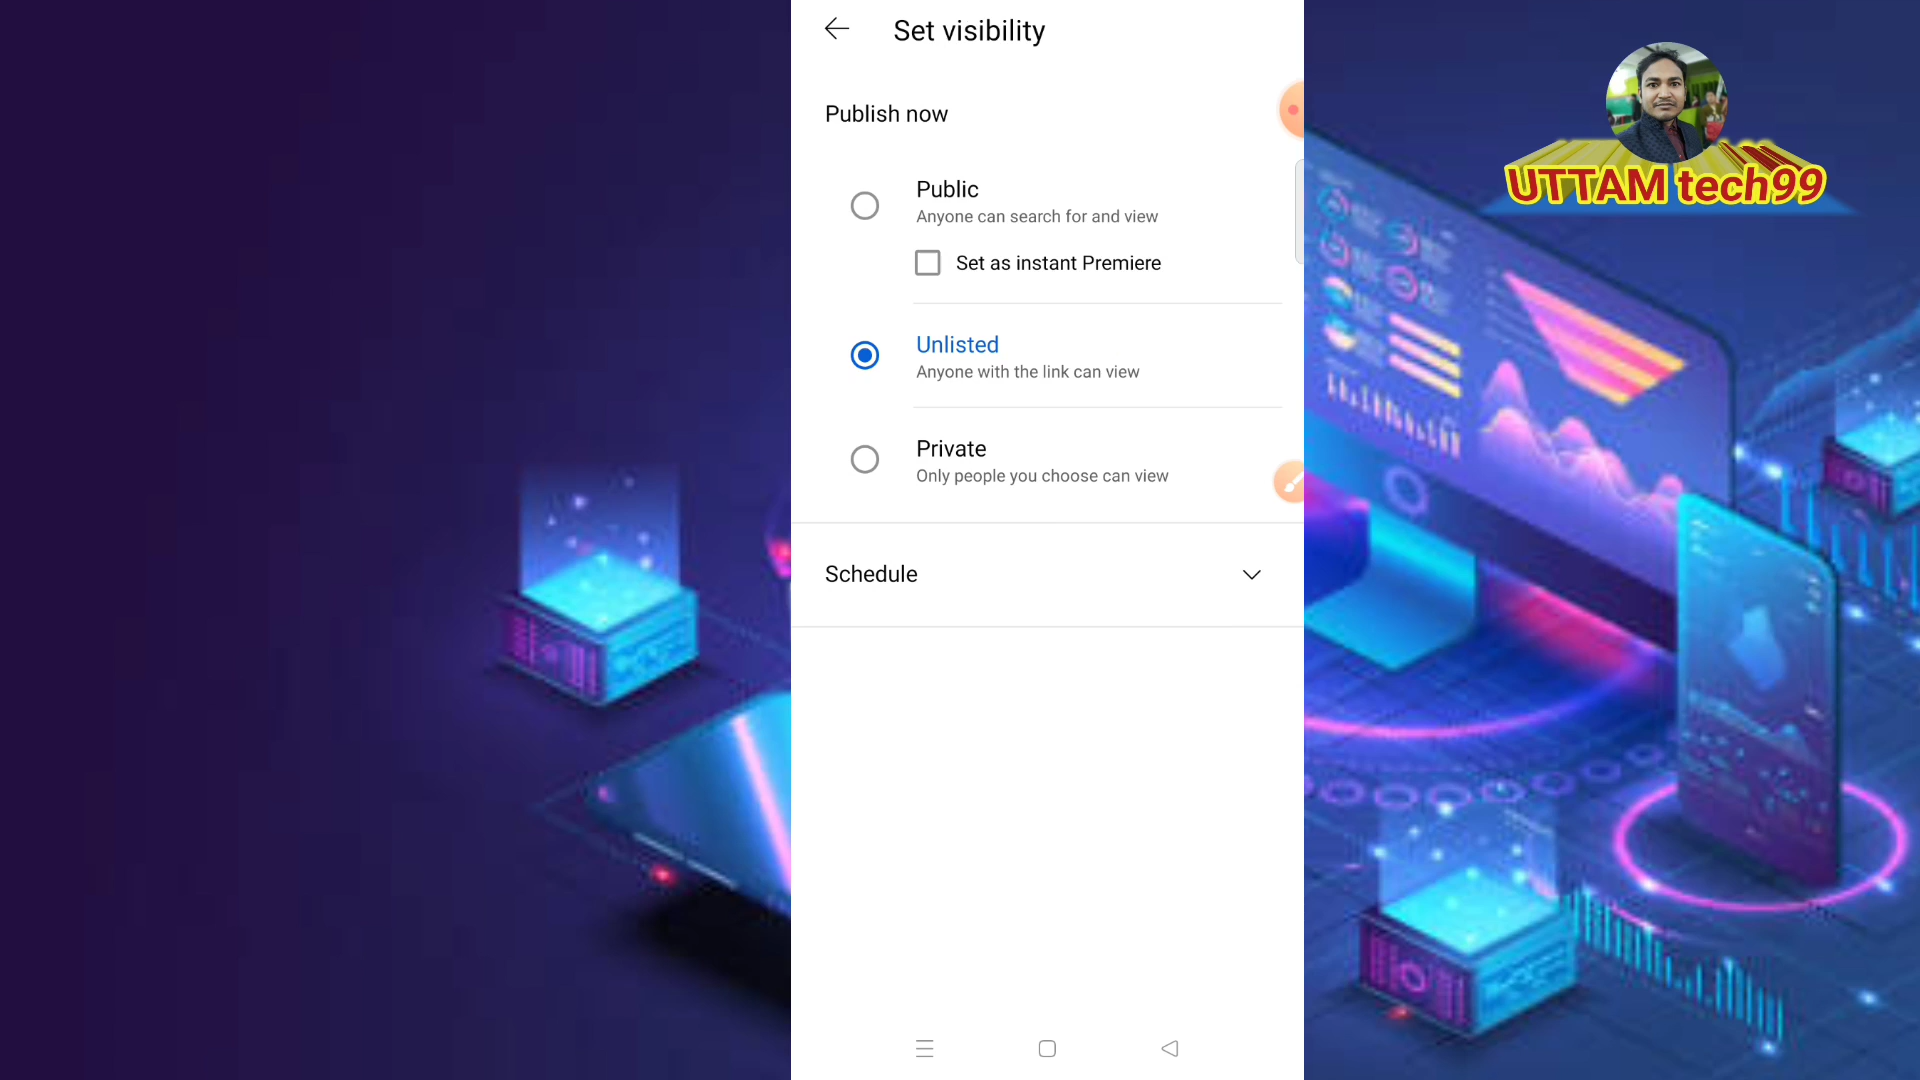 Set visibility
Publish now
Public
Anyone can search for and view
Set as instant Premiere
Unlisted
Anyone with the link can view
Private
Only people you choose can view
Schedule
UTTAM tech99